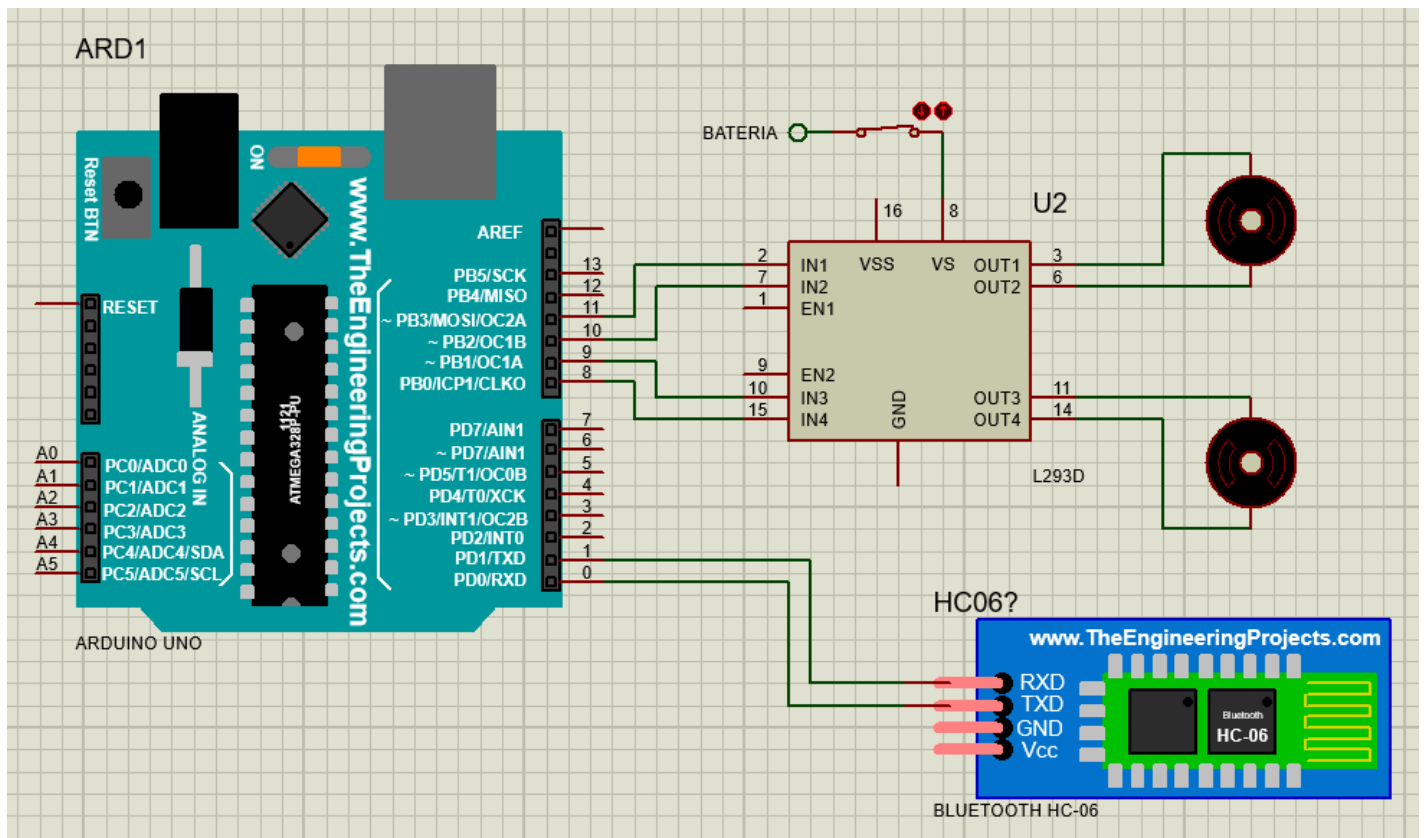 ARD1
Reset BTN
ON
www.TheEngineeringProjects.com
RESET
ANALOG IN
1121
ATMEGA328P-PU
A0
A1
A2
A3
A4
A5
PC0/ADC0
PC1/ADC1
PC2/ADC2
PC3/ADC3
PC4/ADC4/SDA
PC5/ADC5/SCL
AREF
PB5/SCK 13
PB4/MISO 12
~ PB3/MOSI/OC2A 11
~ PB2/OC1B 10
~ PB1/OC1A 9
PB0/ICP1/CLKO 8
PD7/AIN1 7
~ PD7/AIN1 6
~ PD5/T1/OC0B 5
PD4/T0/XCK 4
~ PD3/INT1/OC2B 3
PD2/INT0 2
PD1/TXD 1
PD0/RXD 0
ARDUINO UNO
BATERIA
U2
16 8
VSS VS
2 IN1 OUT1 3
7 IN2 OUT2 6
1 EN1
9 EN2
10 IN3 OUT3 11
15 IN4 OUT4 14
GND
L293D
HC06?
www.TheEngineeringProjects.com
RXD
TXD
GND
Vcc
Bluetooth
HC-06
BLUETOOTH HC-06